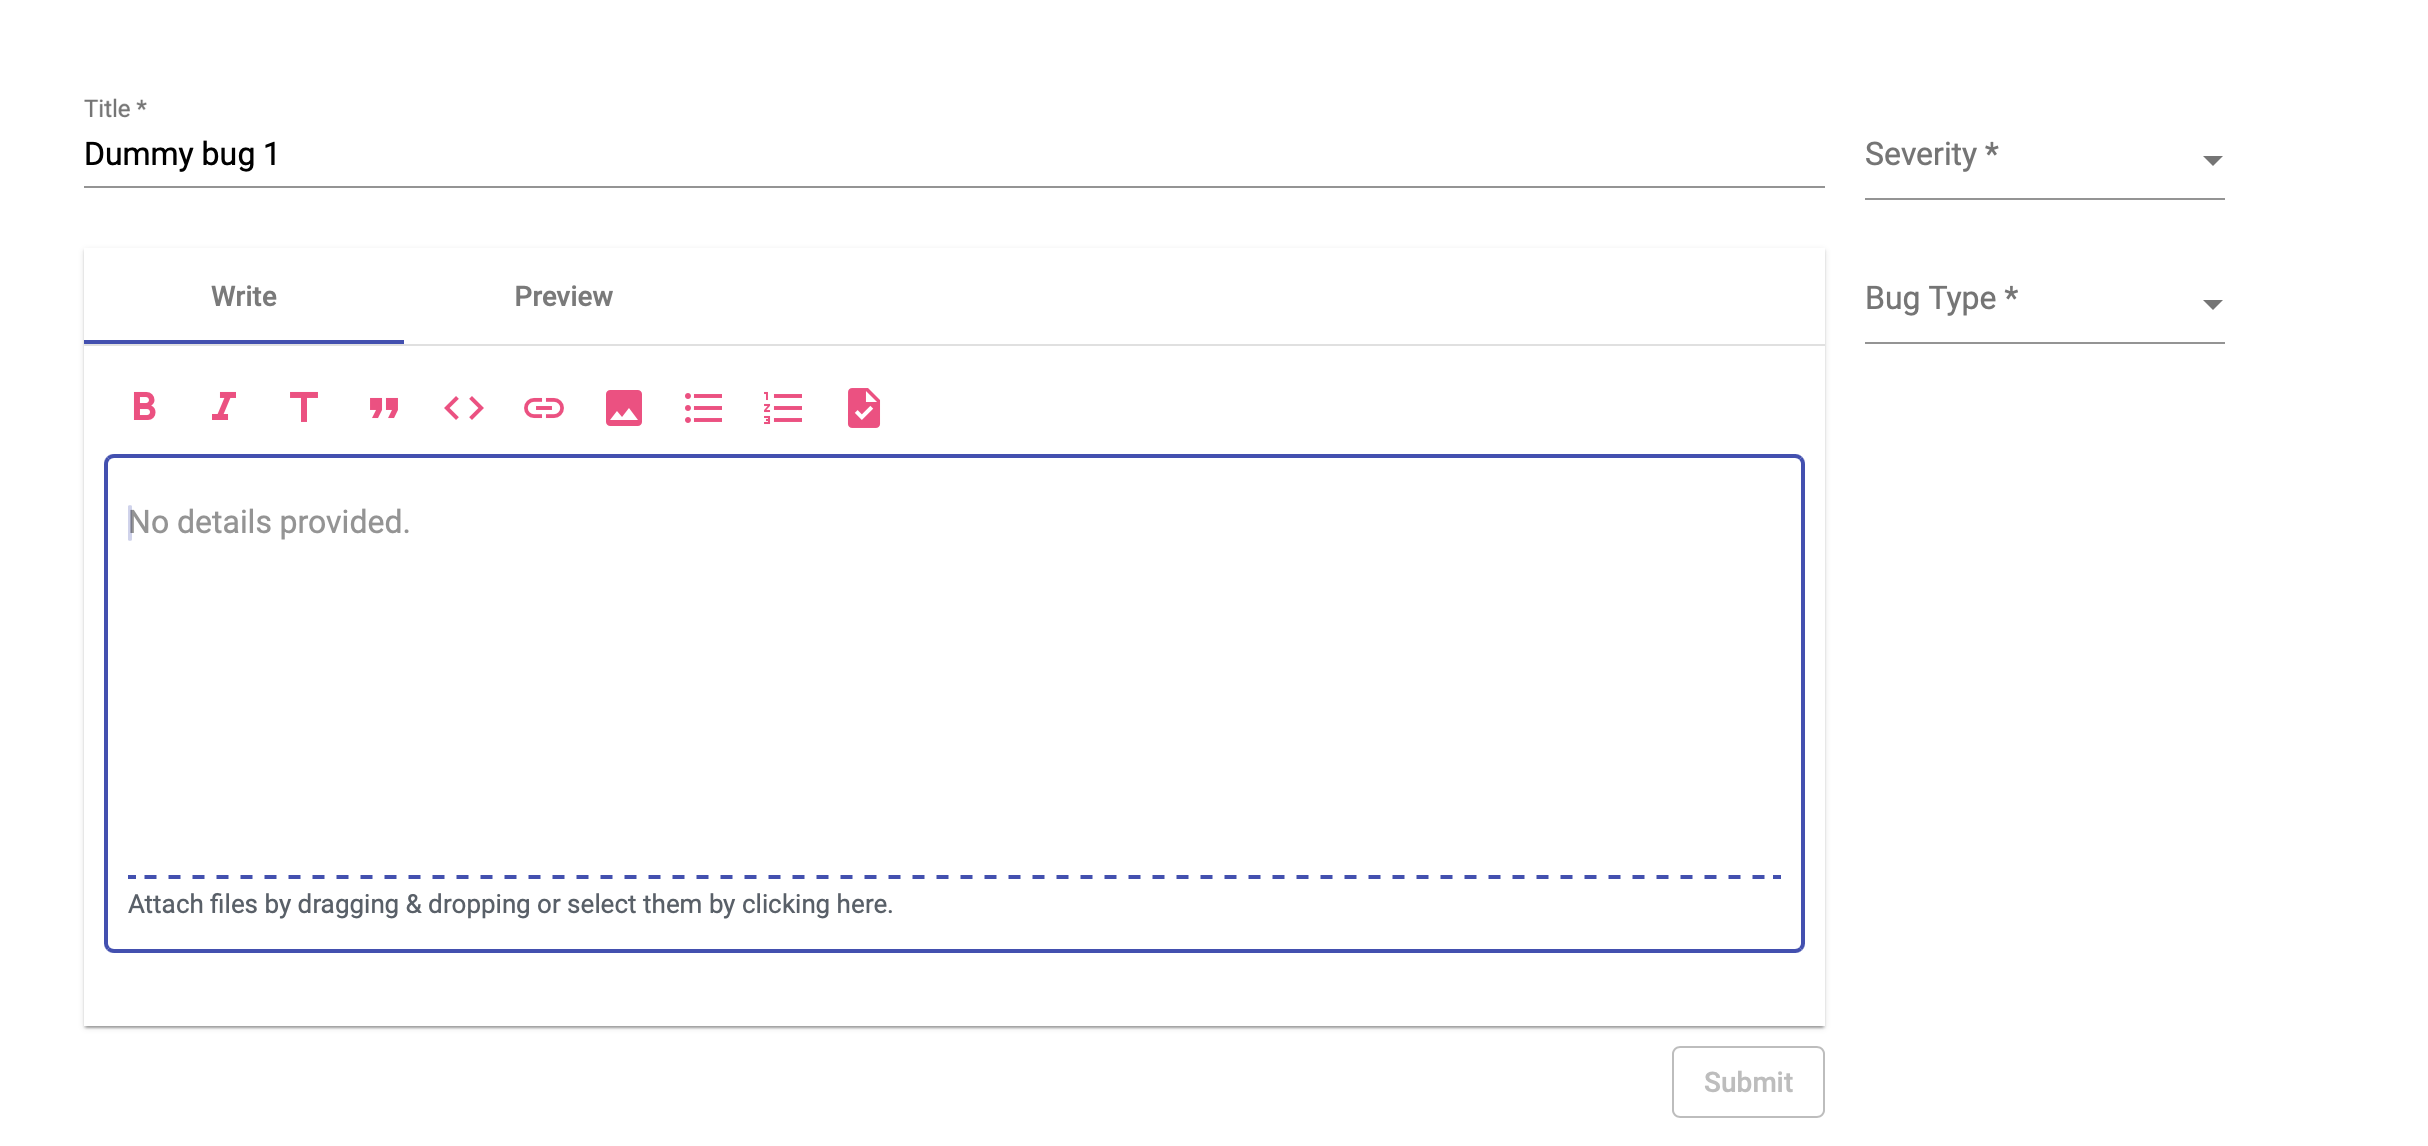 Title *
Dummy bug 1
Severity *
Write
Preview
Bug Type *
No details provided.
Attach files by dragging & dropping or select them by clicking here.
Submit